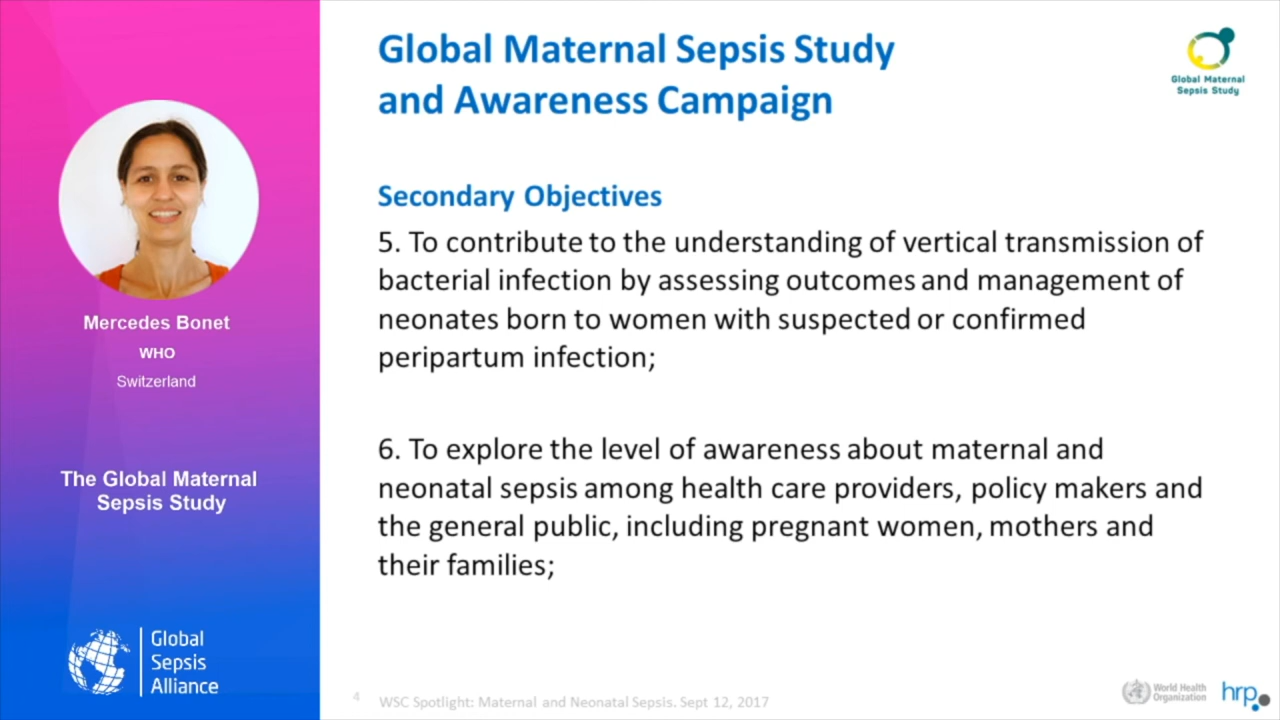 Global Maternal Sepsis Study
and Awareness Campaign
Global Maternal
Sepsis Study
Mercedes Bonet
WHO
Switzerland
The Global Maternal
Sepsis Study
Global
Sepsis
Alliance
Secondary Objectives
5. To contribute to the understanding of vertical transmission of
bacterial infection by assessing outcomes and management of
neonates born to women with suspected or confirmed
peripartum infection;
6. To explore the level of awareness about maternal and
neonatal sepsis among health care providers, policy makers and
the general public, including pregnant women, mothers and
their families;
4
WSC Spotlight: Maternal and Neonatal Sepsis. Sept 12, 2017
World Health
Organization
hrp